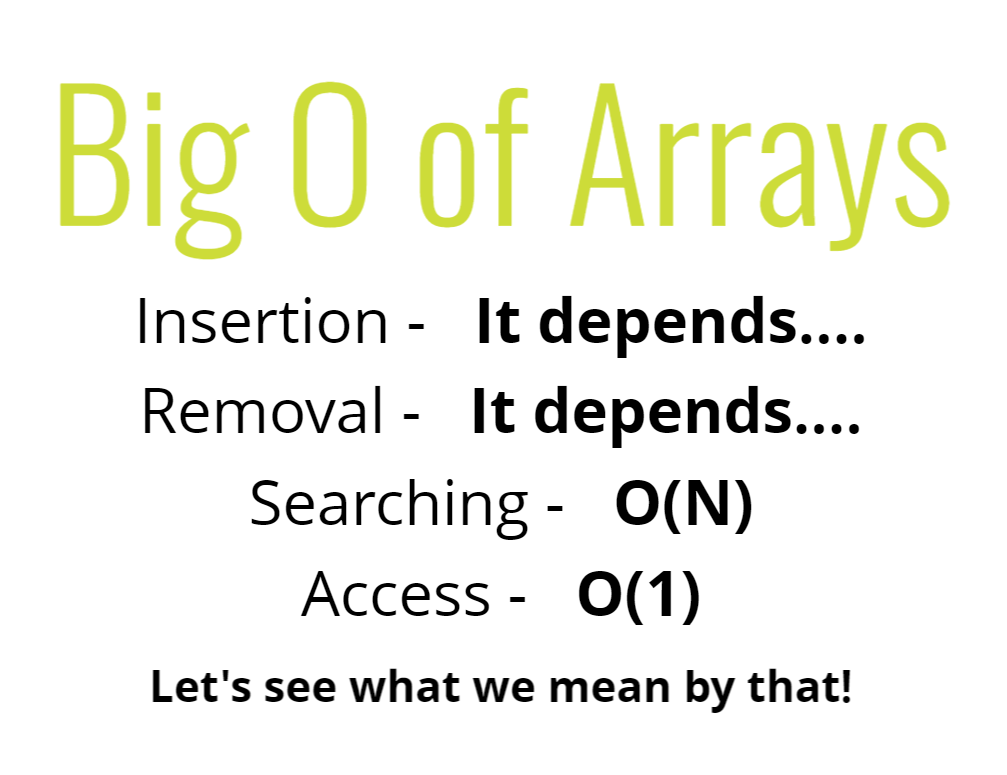 Big O of Arrays
Insertion - It depends....
Removal - It depends....
Searching - O(N)
Access - O(1)
Let's see what we mean by that!